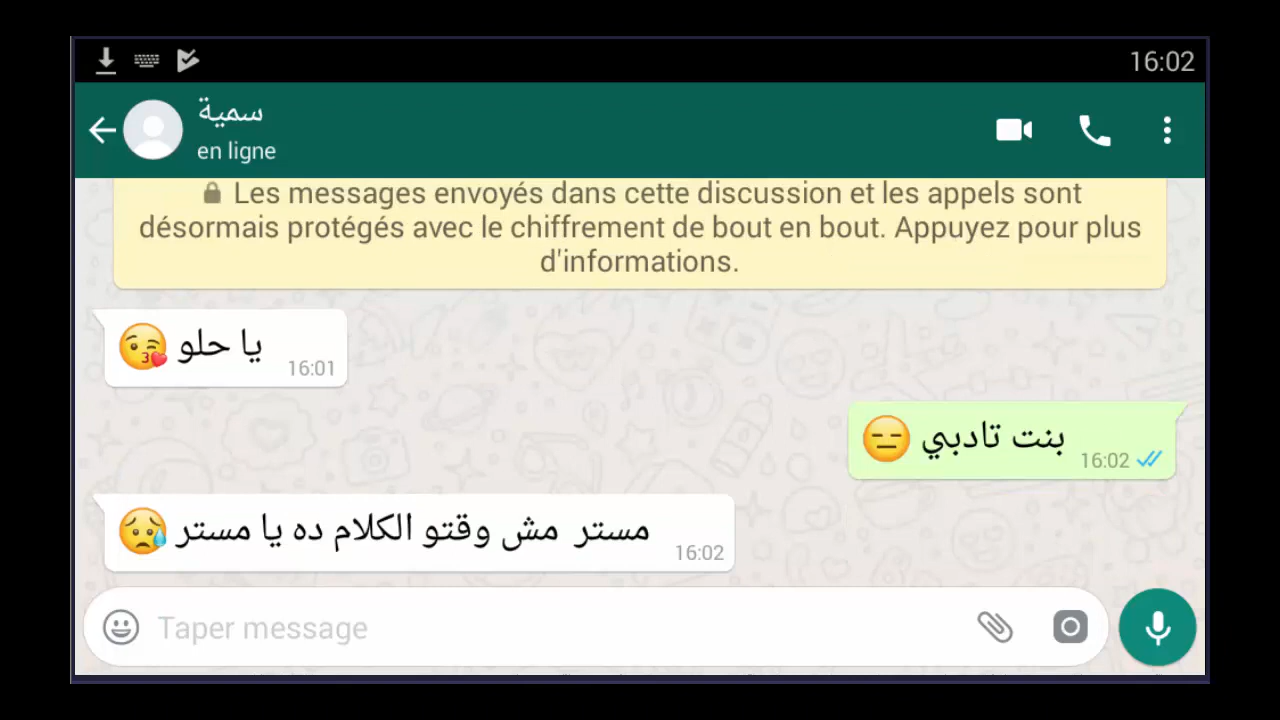 16:02
سمية
en ligne
Les messages envoyés dans cette discussion et les appels sont
désormais protégés avec le chiffrement de bout en bout. Appuyez pour plus
d'informations.
يا حلو 😘
16:01
بنت تادبي 😑
16:02
مستر مش وقتو الكلام ده يا مستر 😥
16:02
Taper message